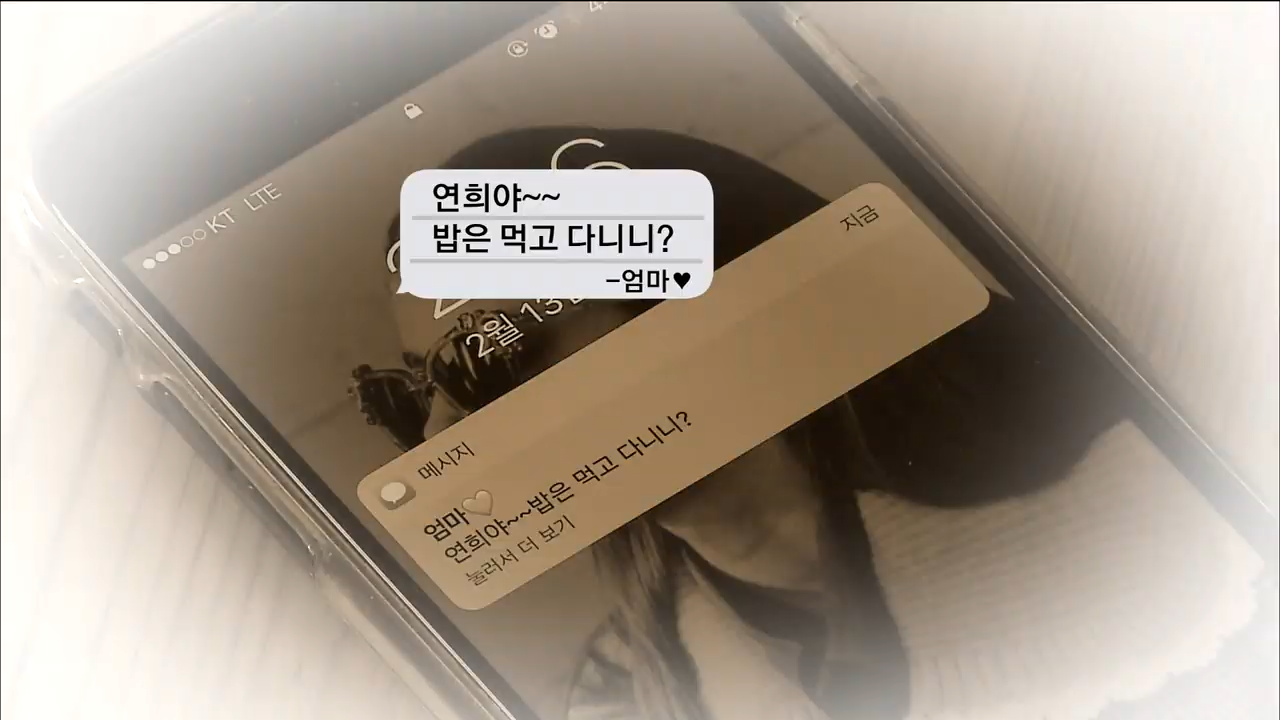 KT LTE
연희야~~
밥은 먹고 다니니?
-엄마♥
2월 13
지금
메시지
엄마🤍
연희야~~밥은 먹고 다니니?
눌러서 더 보기